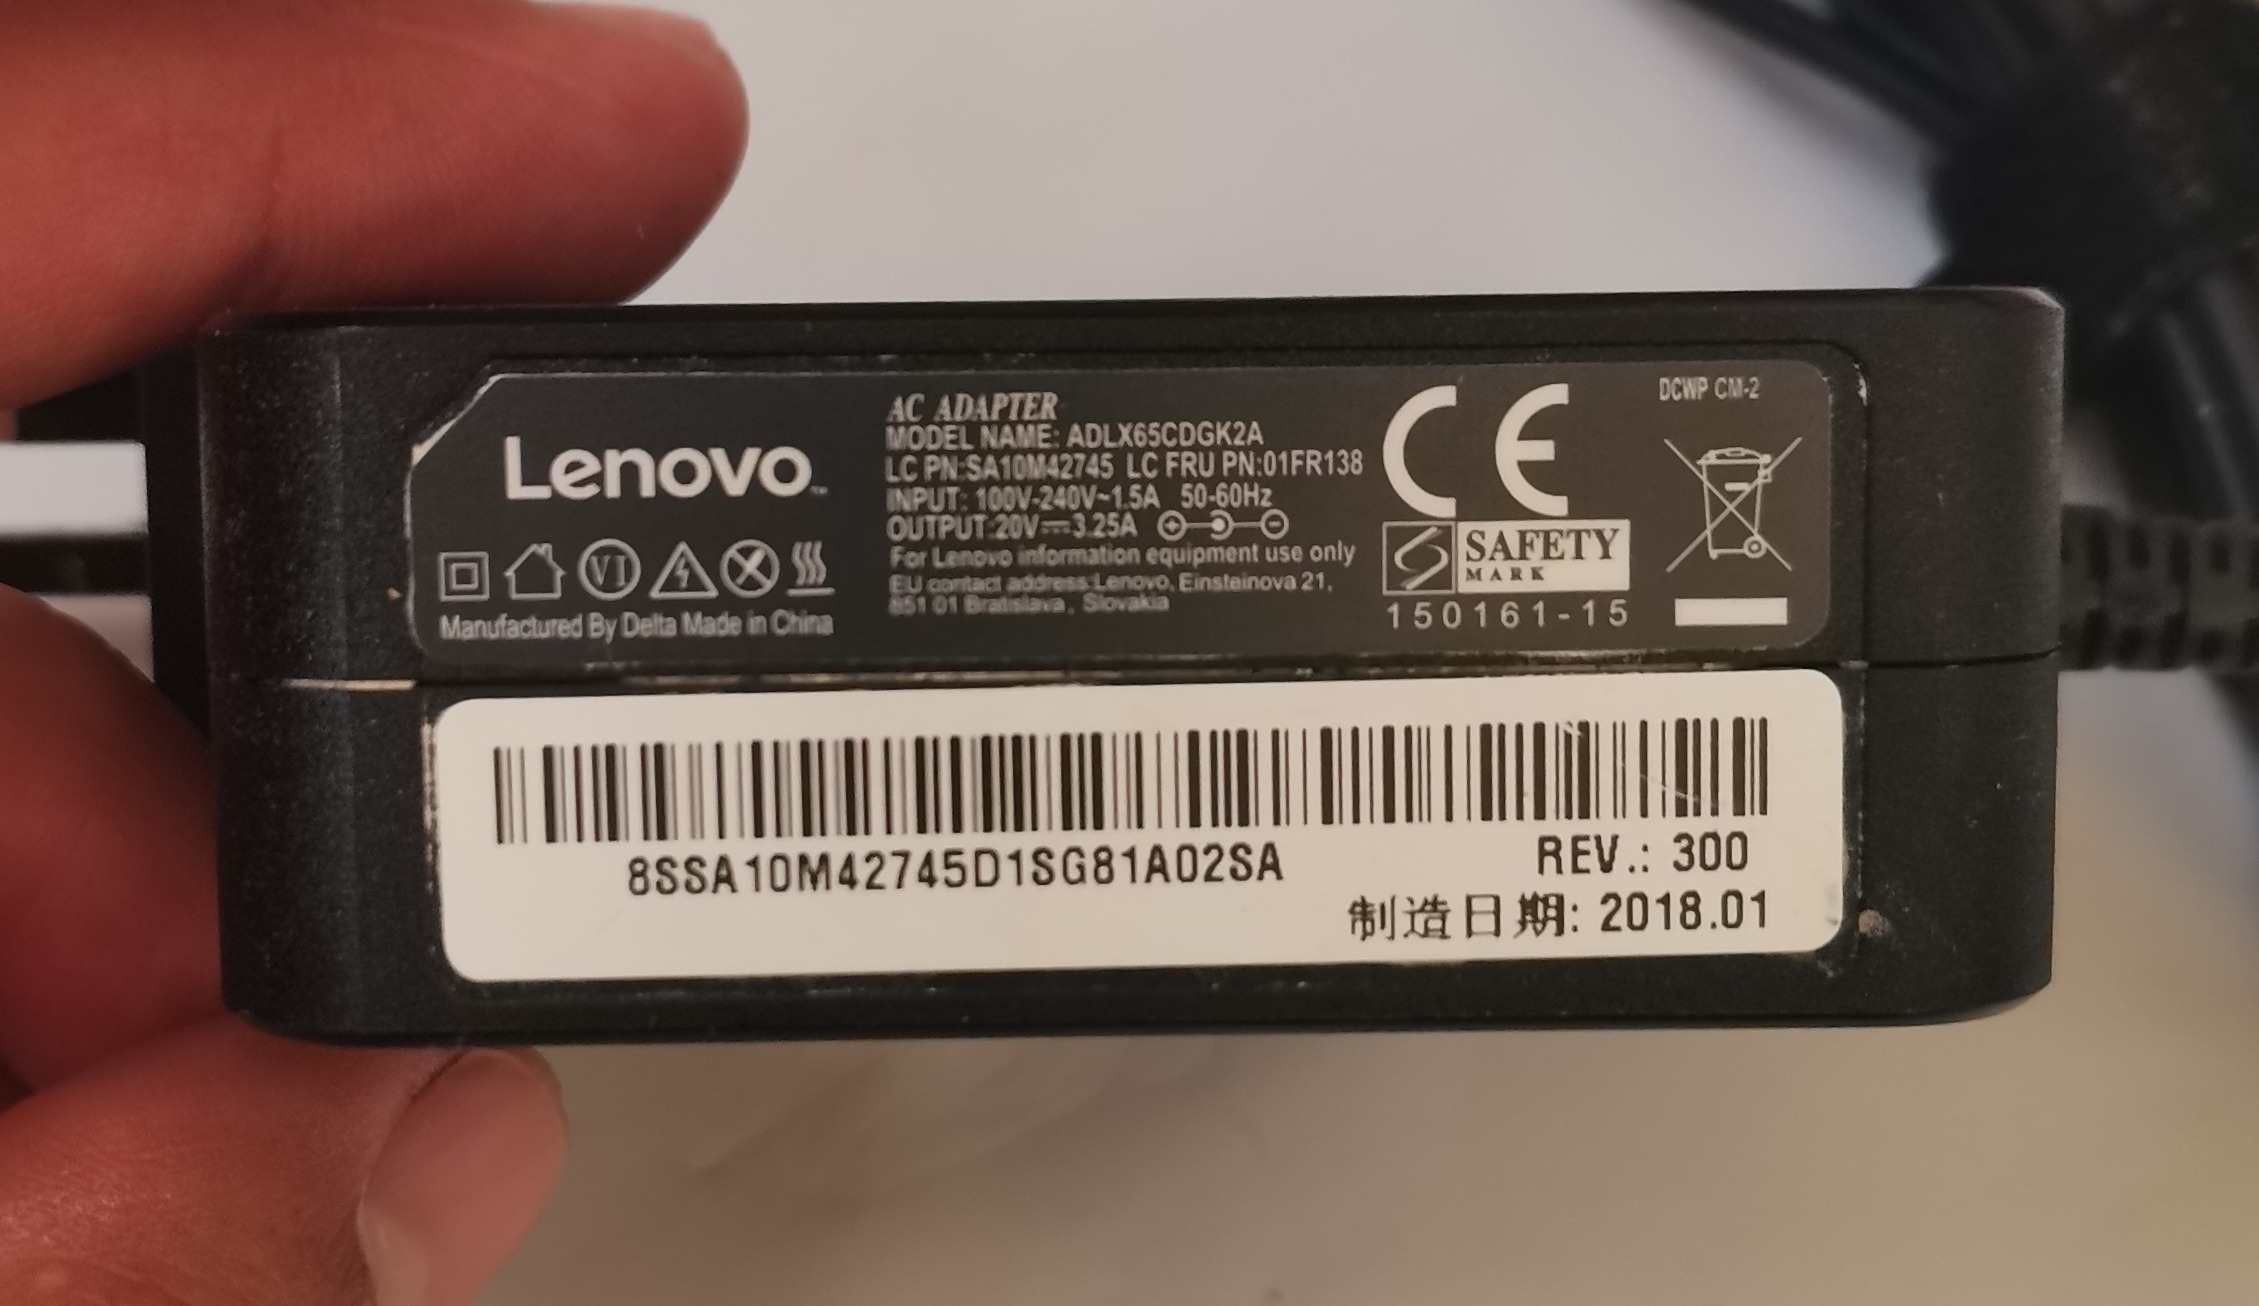 Lenovo™
VI
Manufactured By Delta Made in China
AC ADAPTER
MODEL NAME: ADLX65CDGK2A
LC PN:SA10M42745 LC FRU PN:01FR138
INPUT: 100V-240V~1.5A 50-60Hz
OUTPUT:20V⎓3.25A
For Lenovo information equipment use only
EU contact address:Lenovo, Einsteinova 21,
851 01 Bratislava, Slovakia
CE
SAFETY
MARK
150161-15
DCWP CM-2
8SSA10M42745D1SG81A02SA
REV.: 300
制造日期: 2018.01